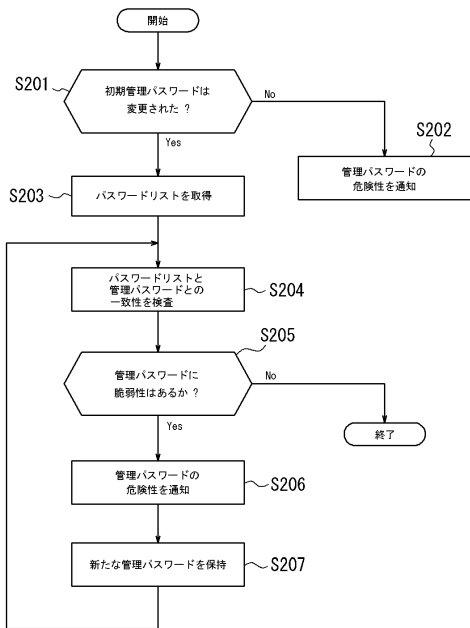 開始
S201
初期管理パスワードは
変更された ?
No
Yes
S202
管理パスワードの
危険性を通知
S203
パスワードリストを取得
パスワードリストと
管理パスワードとの
一致性を検査
S204
S205
管理パスワードに
脆弱性はあるか ?
No
Yes
終了
管理パスワードの
危険性を通知
S206
新たな管理パスワードを保持
S207